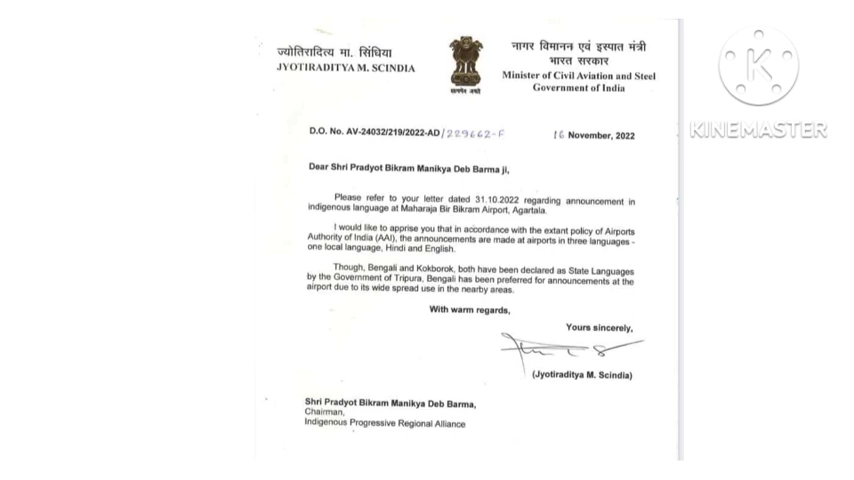 ज्योतिरादित्य मा. सिंधिया
JYOTIRADITYA M. SCINDIA
सत्यमेव जयते
नागर विमानन एवं इस्पात मंत्री
भारत सरकार
Minister of Civil Aviation and Steel
Government of India
KINEMASTER
D.O. No. AV-24032/219/2022-AD/229662-F
16 November, 2022
Dear Shri Pradyot Bikram Manikya Deb Barma ji,
Please refer to your letter dated 31.10.2022 regarding announcement in
indigenous language at Maharaja Bir Bikram Airport, Agartala.
I would like to apprise you that in accordance with the extant policy of Airports
Authority of India (AAI), the announcements are made at airports in three languages -
one local language, Hindi and English.
Though, Bengali and Kokborok, both have been declared as State Languages
by the Government of Tripura, Bengali has been preferred for announcements at the
airport due to its wide spread use in the nearby areas.
With warm regards,
Yours sincerely,
(Jyotiraditya M. Scindia)
Shri Pradyot Bikram Manikya Deb Barma,
Chairman,
Indigenous Progressive Regional Alliance